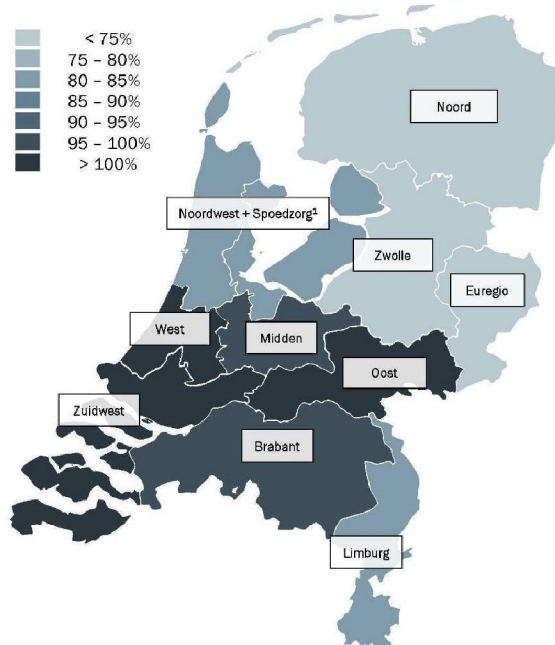 < 75%
75 – 80%
80 – 85%
85 – 90%
90 – 95%
95 – 100%
> 100%
Noord
Noordwest + Spoedzorg¹
Zwolle
Euregio
West
Midden
Oost
Zuidwest
Brabant
Limburg